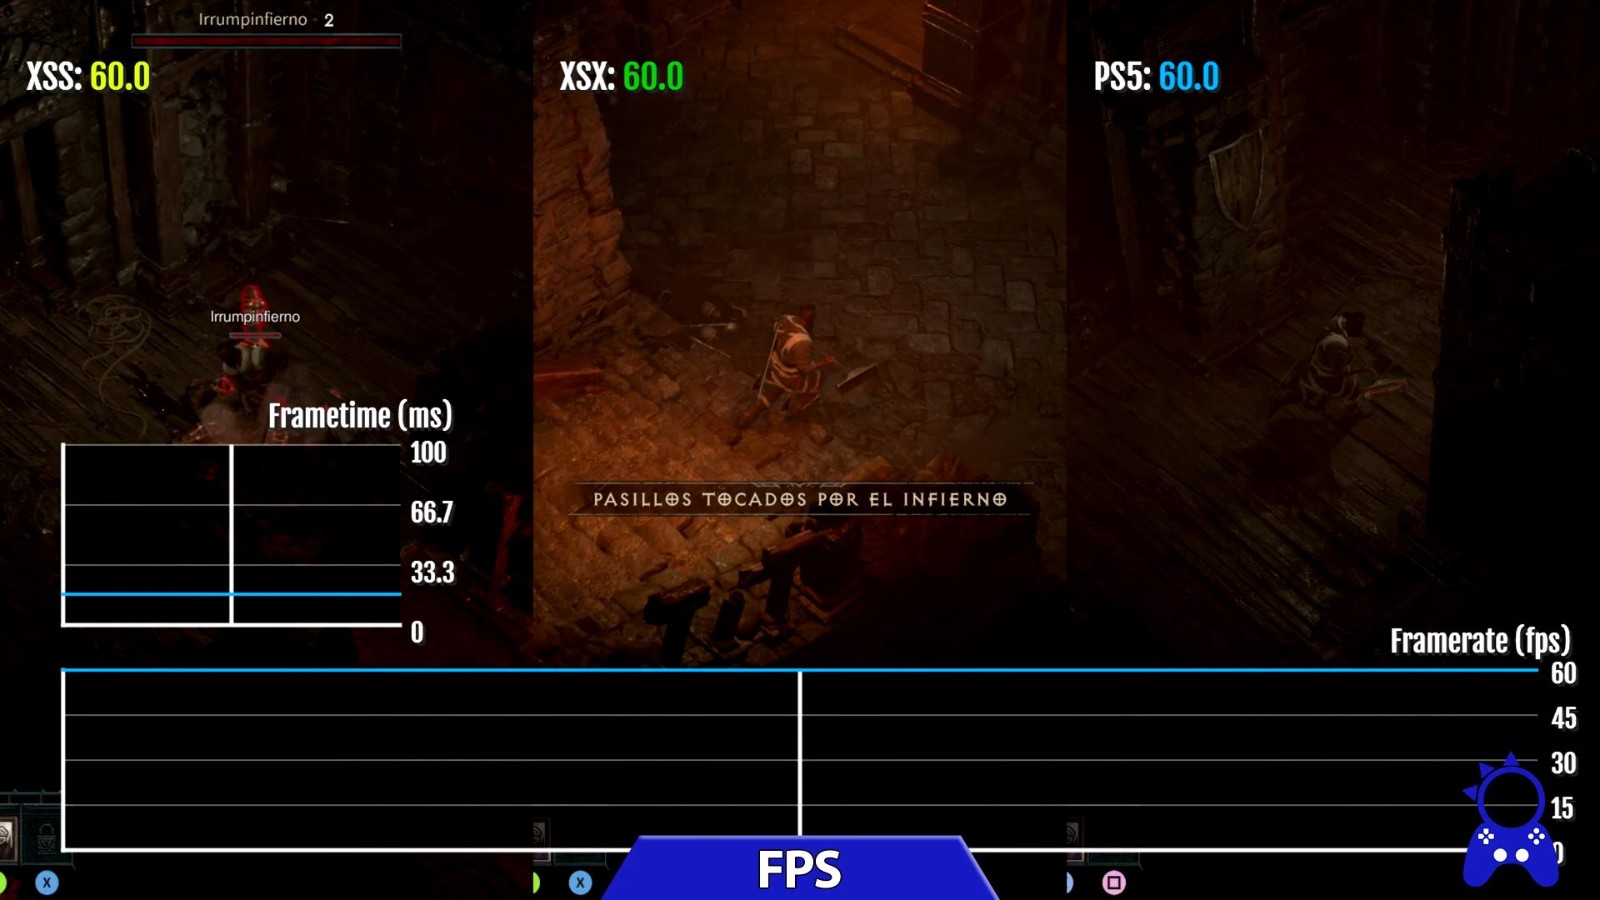 Irrumpinfierno · 2
XSS: 60.0
XSX: 60.0
PS5: 60.0
Irrumpinfierno
Frametime (ms)
100
66.7
33.3
0
PASILLOS TOCADOS POR EL INFIERNO
Framerate (fps)
60
45
30
15
0
X
X
FPS